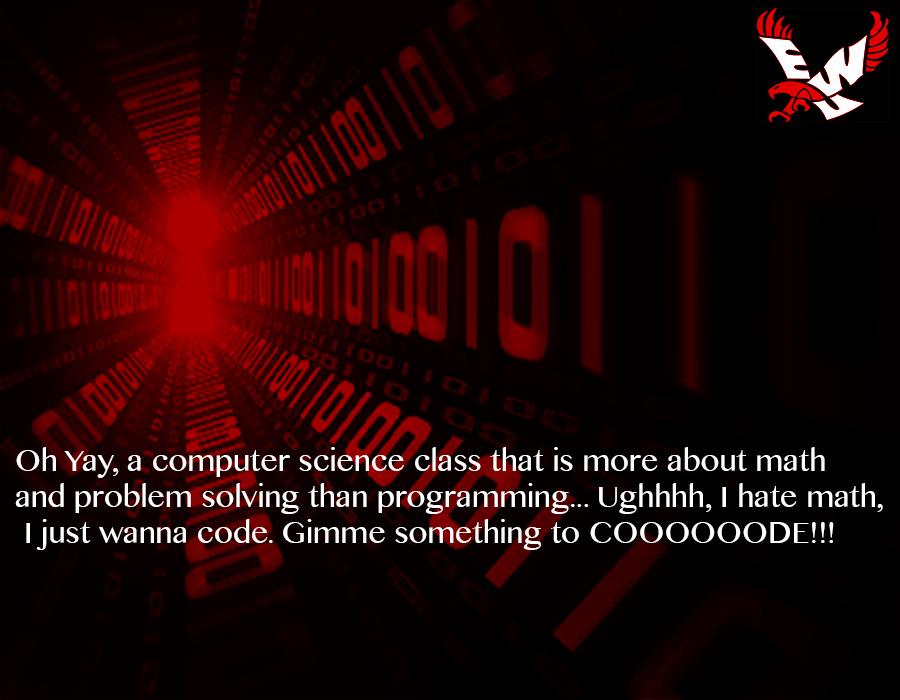 EWU
Oh Yay, a computer science class that is more about math
and problem solving than programming... Ughhhh, I hate math,
I just wanna code. Gimme something to COOOOOODE!!!